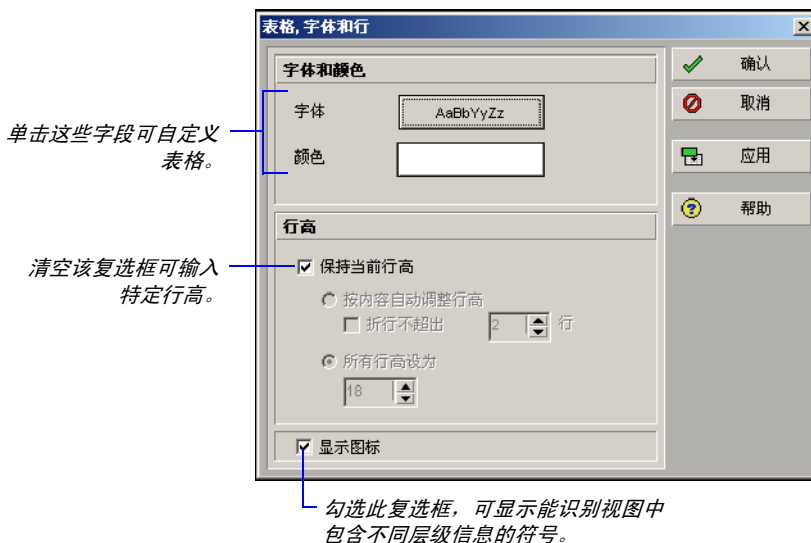 表格,字体和行
字体和颜色
字体
AaBbYyZz
颜色
单击这些字段可自定义
表格。
行高
保持当前行高
清空该复选框可输入
特定行高。
按内容自动调整行高
折行不超出 2 行
所有行高设为
18
显示图标
确认
取消
应用
帮助
勾选此复选框，可显示能识别视图中
包含不同层级信息的符号。